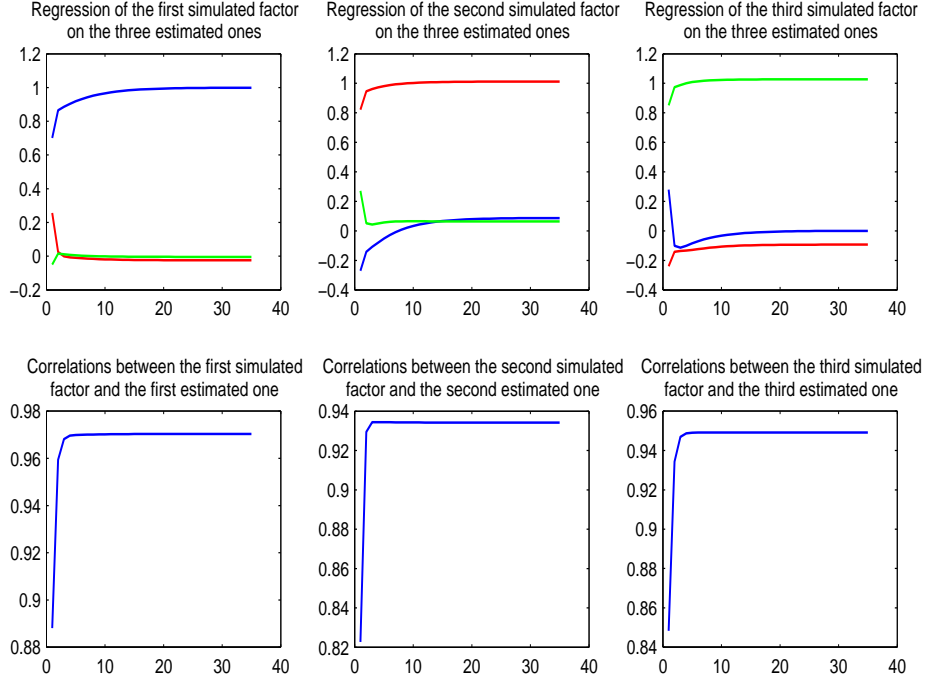 Regression of the first simulated factor
on the three estimated ones
1.2
1
0.8
0.6
0.4
0.2
0
−0.2
0 10 20 30 40
Regression of the second simulated factor
on the three estimated ones
1.2
1
0.8
0.6
0.4
0.2
0
−0.2
−0.4
0 10 20 30 40
Regression of the third simulated factor
on the three estimated ones
1.2
1
0.8
0.6
0.4
0.2
0
−0.2
−0.4
0 10 20 30 40
Correlations between the first simulated
factor and the first estimated one
0.98
0.96
0.94
0.92
0.9
0.88
0 10 20 30 40
Correlations between the second simulated
factor and the second estimated one
0.94
0.92
0.9
0.88
0.86
0.84
0.82
0 10 20 30 40
Correlations between the third simulated
factor and the third estimated one
0.96
0.94
0.92
0.9
0.88
0.86
0.84
0 10 20 30 40